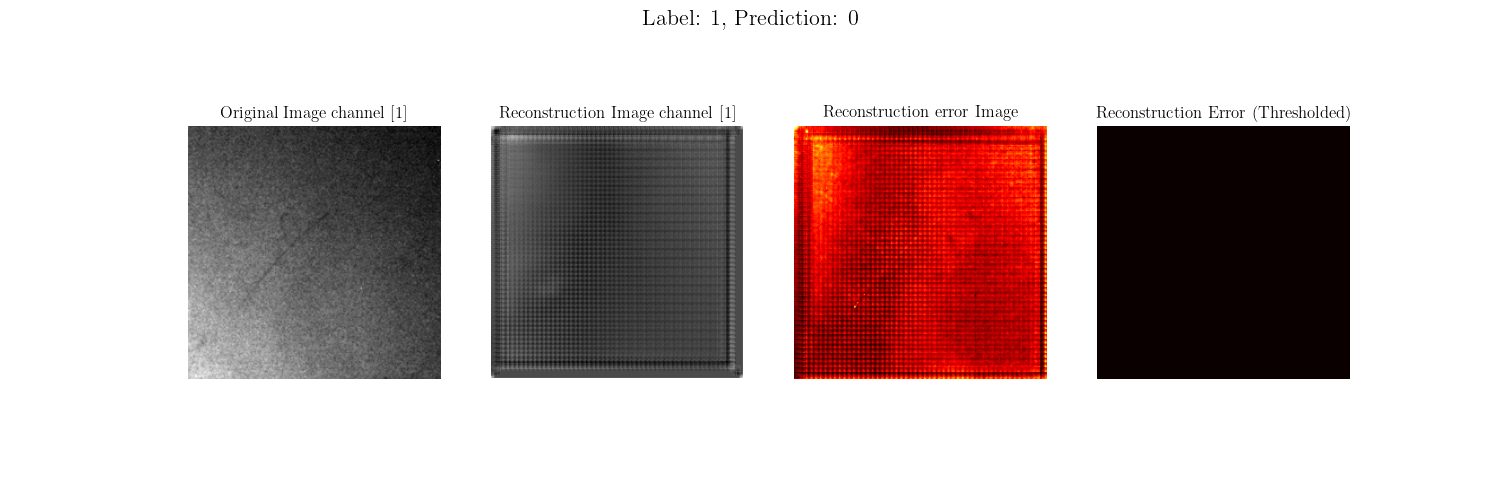 Label: 1, Prediction: 0
Original Image channel [1]
Reconstruction Image channel [1]
Reconstruction error Image
Reconstruction Error (Thresholded)